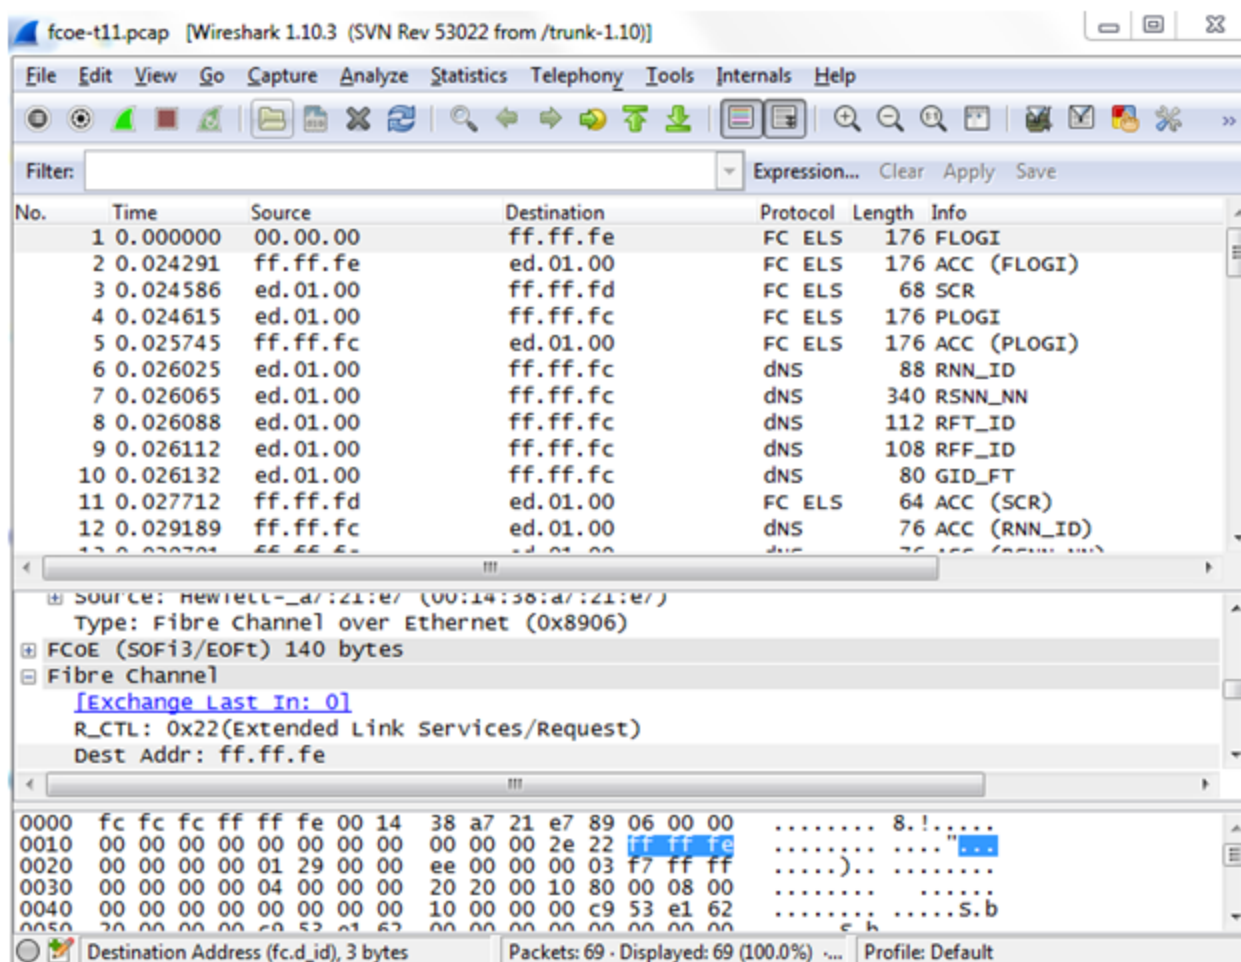 fcoe-t11.pcap [Wireshark 1.10.3 (SVN Rev 53022 from /trunk-1.10)]
File Edit View Go Capture Analyze Statistics Telephony Tools Internals Help
Filter: Expression... Clear Apply Save
No. Time Source Destination Protocol Length Info
1 0.000000 00.00.00 ff.ff.fe FC ELS 176 FLOGI
2 0.024291 ff.ff.fe ed.01.00 FC ELS 176 ACC (FLOGI)
3 0.024586 ed.01.00 ff.ff.fd FC ELS 68 SCR
4 0.024615 ed.01.00 ff.ff.fc FC ELS 176 PLOGI
5 0.025745 ff.ff.fc ed.01.00 FC ELS 176 ACC (PLOGI)
6 0.026025 ed.01.00 ff.ff.fc dNS 88 RNN_ID
7 0.026065 ed.01.00 ff.ff.fc dNS 340 RSNN_NN
8 0.026088 ed.01.00 ff.ff.fc dNS 112 RFT_ID
9 0.026112 ed.01.00 ff.ff.fc dNS 108 RFF_ID
10 0.026132 ed.01.00 ff.ff.fc dNS 80 GID_FT
11 0.027712 ff.ff.fd ed.01.00 FC ELS 64 ACC (SCR)
12 0.029189 ff.ff.fc ed.01.00 dNS 76 ACC (RNN_ID)
Source: Hewlett-_a7:21:e7 (00:14:38:a7:21:e7)
Type: Fibre Channel over Ethernet (0x8906)
FCoE (SOFi3/EOFt) 140 bytes
Fibre Channel
[Exchange Last In: 0]
R_CTL: 0x22(Extended Link Services/Request)
Dest Addr: ff.ff.fe
0000 fc fc fc ff ff fe 00 14 38 a7 21 e7 89 06 00 00 ........ 8.!.....
0010 00 00 00 00 00 00 00 00 00 00 00 2e 22 ff ff fe ........ ...."...
0020 00 00 00 00 01 29 00 00 ee 00 00 00 03 f7 ff ff .....).. ........
0030 00 00 00 00 04 00 00 00 20 20 00 10 80 00 08 00 ........ ......
0040 00 00 00 00 00 00 00 00 10 00 00 00 c9 53 e1 62 ........ .....S.b
Destination Address (fc.d_id), 3 bytes Packets: 69 · Displayed: 69 (100.0%) ·... Profile: Default